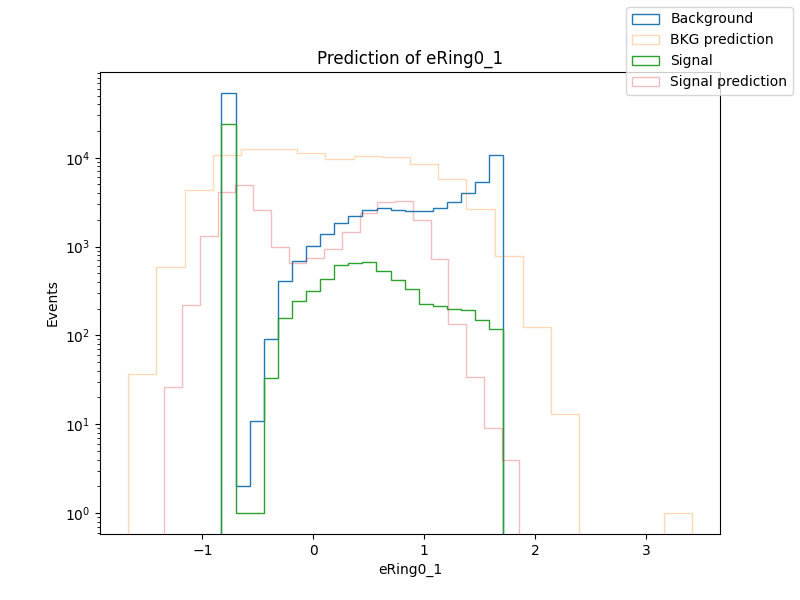 Background
BKG prediction
Signal
Signal prediction
Prediction of eRing0_1
Events
10⁴
10³
10²
10¹
10⁰
−1
0
1
2
3
eRing0_1